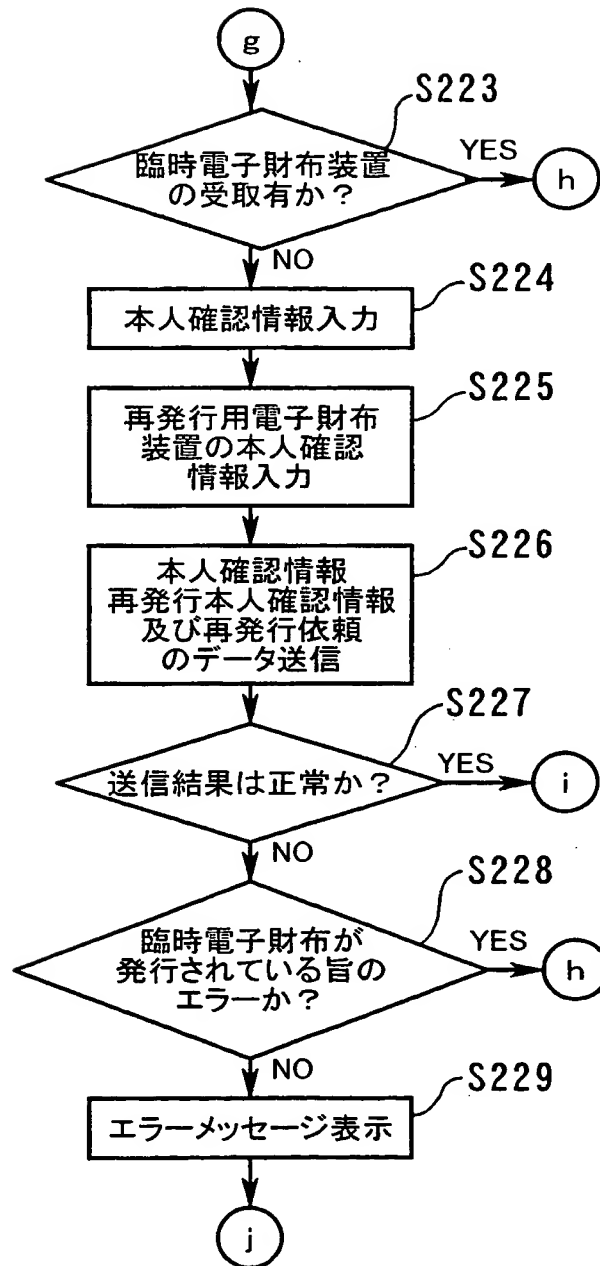 g
S223
臨時電子財布装置
の受取有か？
YES
h
NO
S224
本人確認情報入力
S225
再発行用電子財布
装置の本人確認
情報入力
S226
本人確認情報
再発行本人確認情報
及び再発行依頼
のデータ送信
S227
送信結果は正常か？
YES
i
NO
S228
臨時電子財布が
発行されている旨の
エラーか？
YES
h
NO
S229
エラーメッセージ表示
j